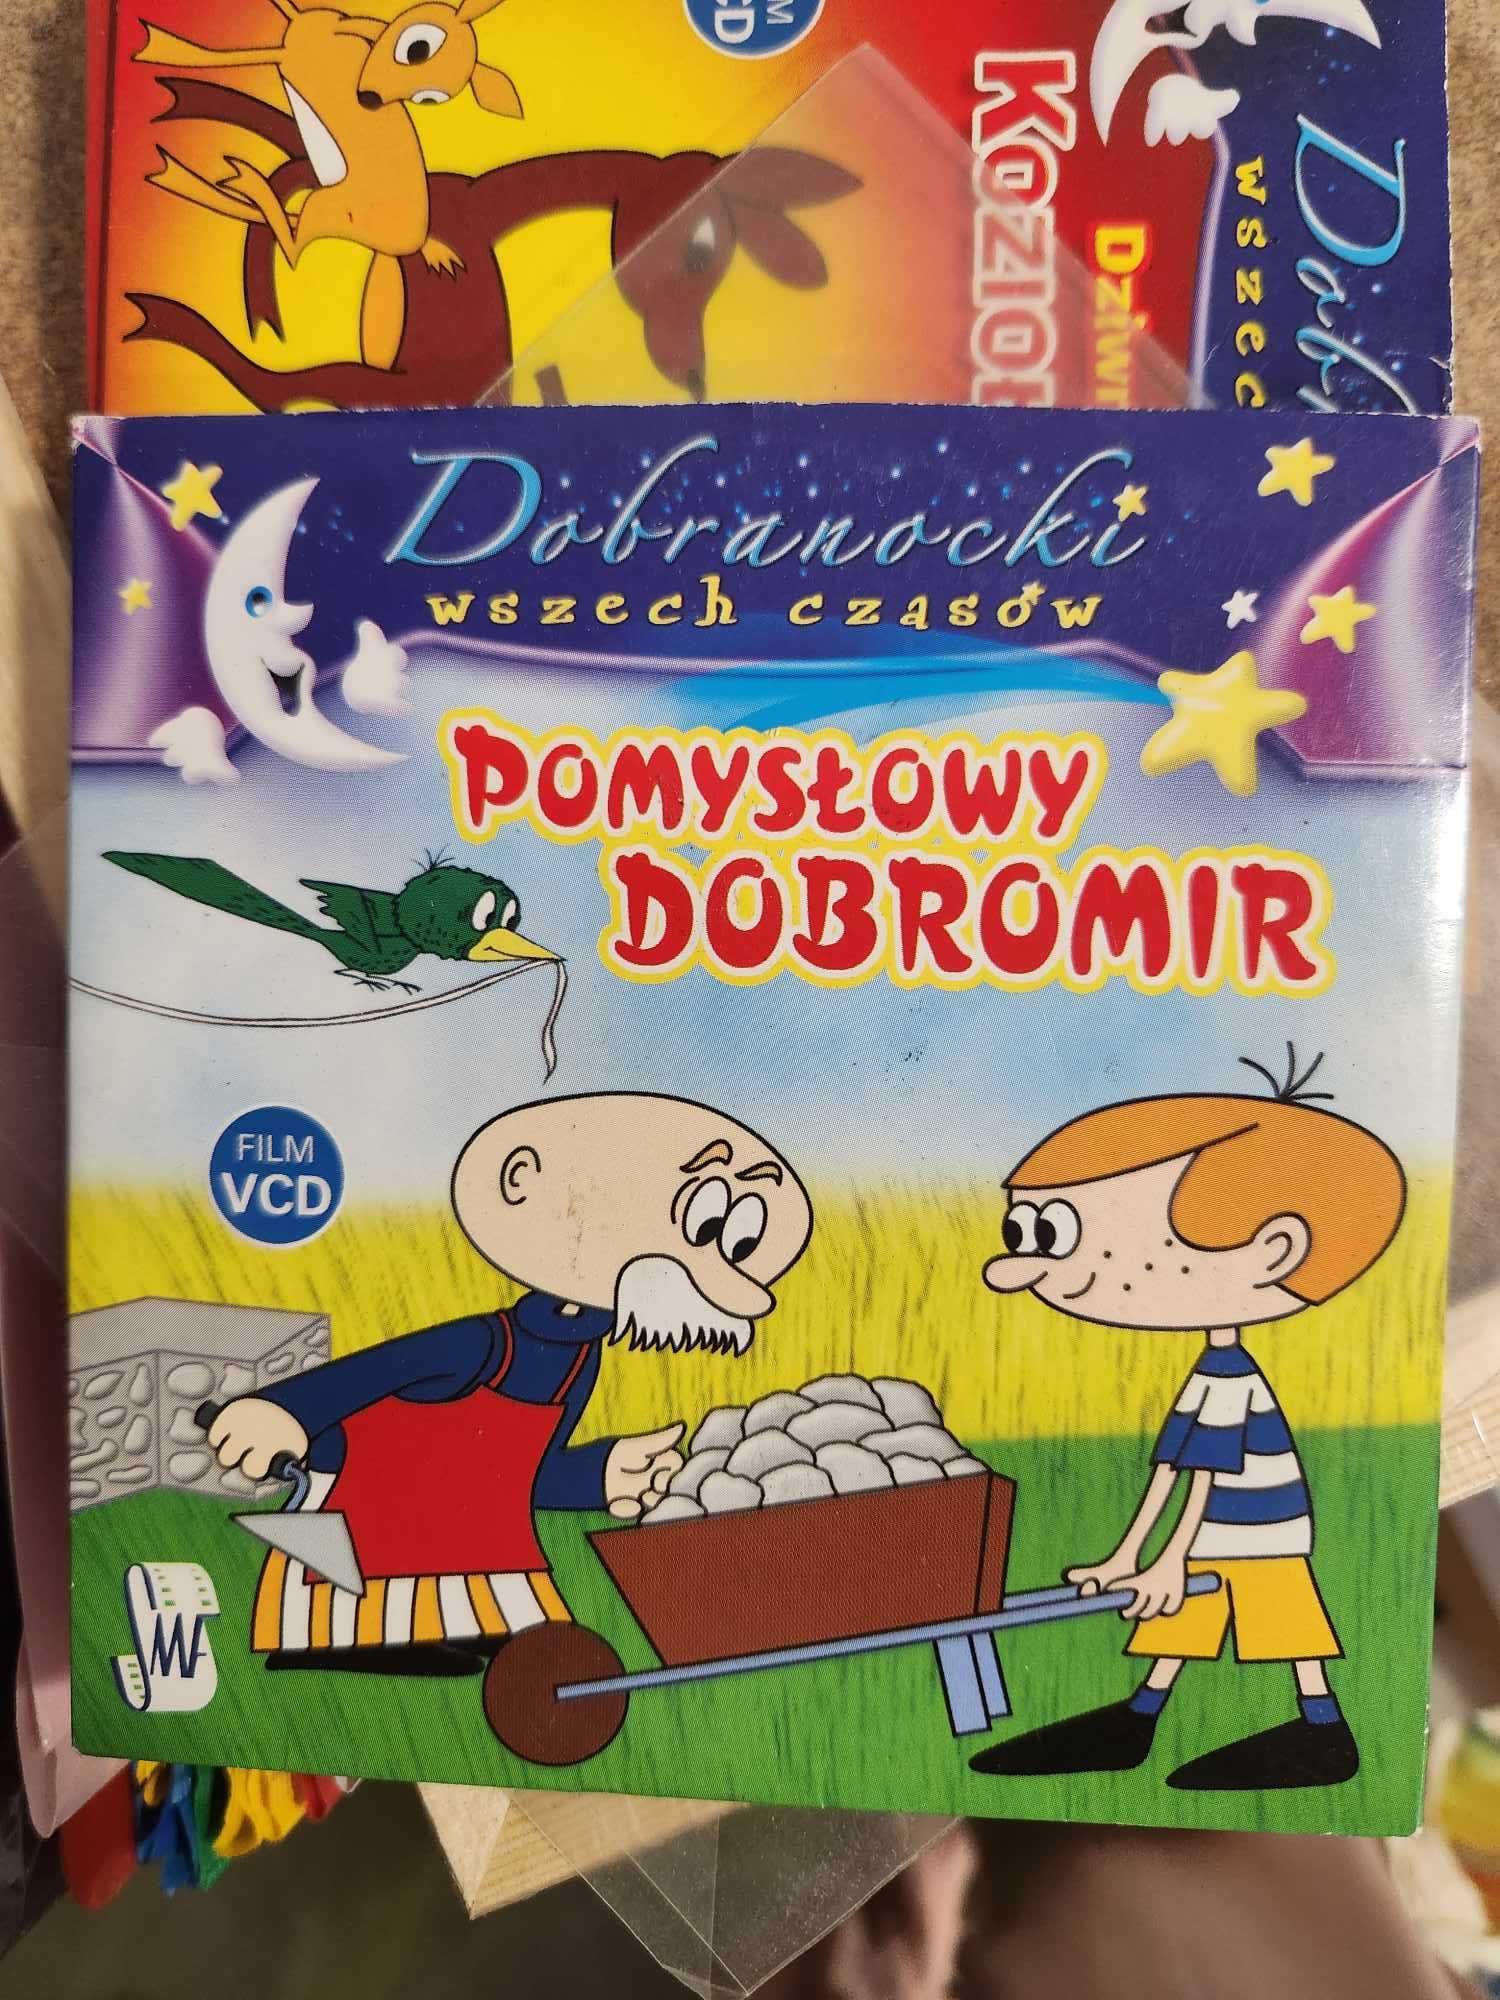 Dobranocki
wszech czasów
POMYSŁOWY
DOBROMIR
FILM
VCD